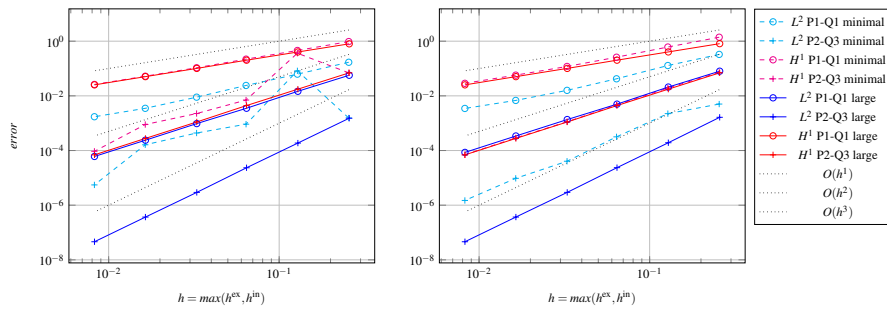 10^0
10^−2
10^−4
10^−6
10^−8
error
10^−2
10^−1
h = max(h^ex, h^in)
10^0
10^−2
10^−4
10^−6
10^−8
10^−2
10^−1
h = max(h^ex, h^in)
L^2 P1-Q1 minimal
L^2 P2-Q3 minimal
H^1 P1-Q1 minimal
H^1 P2-Q3 minimal
L^2 P1-Q1 large
L^2 P2-Q3 large
H^1 P1-Q1 large
H^1 P2-Q3 large
O(h^1)
O(h^2)
O(h^3)